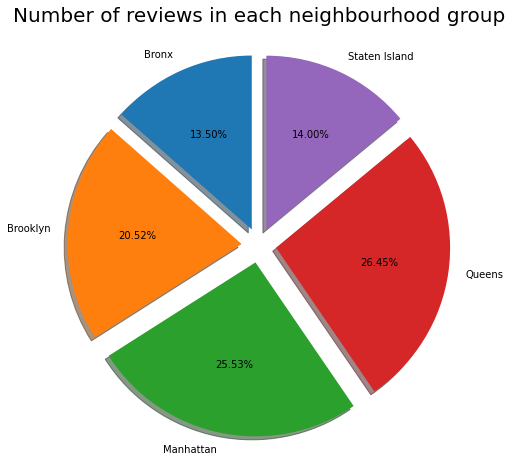 Number of reviews in each neighbourhood group
Bronx
Staten Island
13.50%
14.00%
Brooklyn
20.52%
26.45%
Queens
25.53%
Manhattan